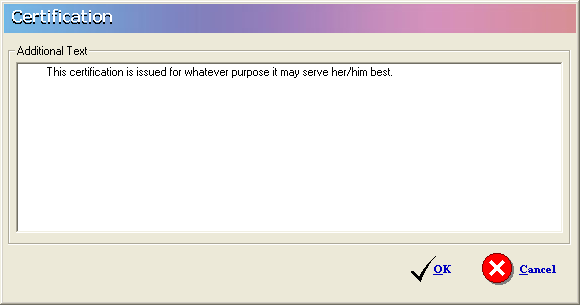 Certification
Additional Text
This certification is issued for whatever purpose it may serve her/him best.
OK
Cancel